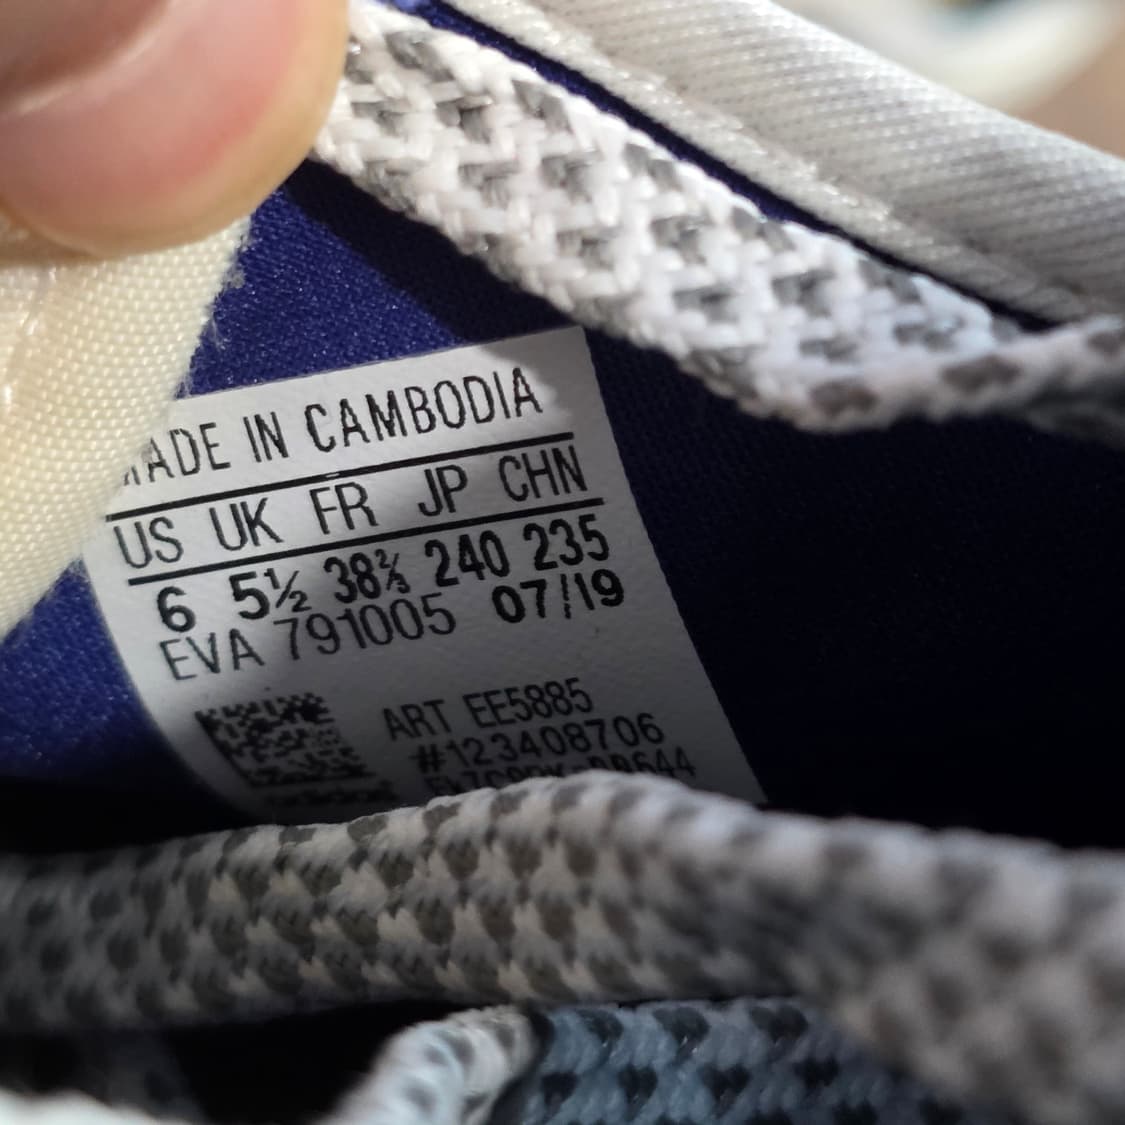 MADE IN CAMBODIA
US UK FR JP CHN
6 5½ 38⅔ 240 235
EVA 791005 07/19
ART EE5885
#123408706